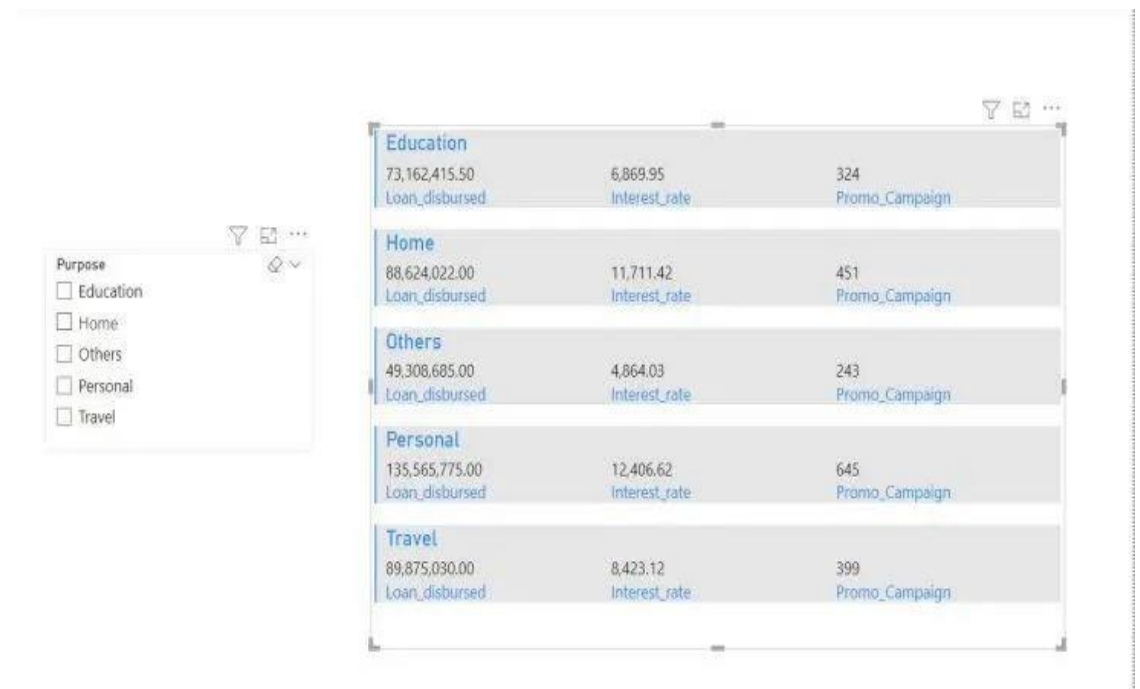 Purpose
Education
Home
Others
Personal
Travel
Education
73,162,415.50 6,869.95 324
Loan_disbursed Interest_rate Promo_Campaign
Home
88,624,022.00 11,711.42 451
Loan_disbursed Interest_rate Promo_Campaign
Others
49,308,685.00 4,864.03 243
Loan_disbursed Interest_rate Promo_Campaign
Personal
135,565,775.00 12,406.62 645
Loan_disbursed Interest_rate Promo_Campaign
Travel
89,875,030.00 8,423.12 399
Loan_disbursed Interest_rate Promo_Campaign